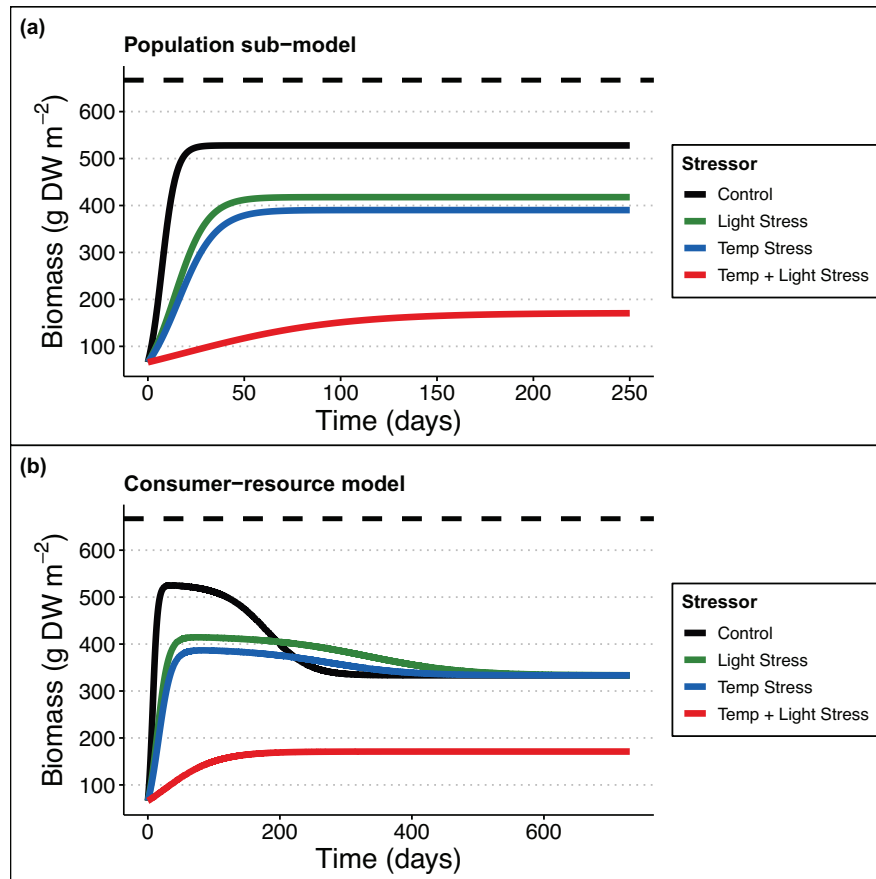 (a)
Population sub−model
Biomass (g DW m−2)
600
500
400
300
200
100
0 50 100 150 200 250
Time (days)
Stressor
Control
Light Stress
Temp Stress
Temp + Light Stress
(b)
Consumer−resource model
Biomass (g DW m−2)
600
500
400
300
200
100
0 200 400 600
Time (days)
Stressor
Control
Light Stress
Temp Stress
Temp + Light Stress